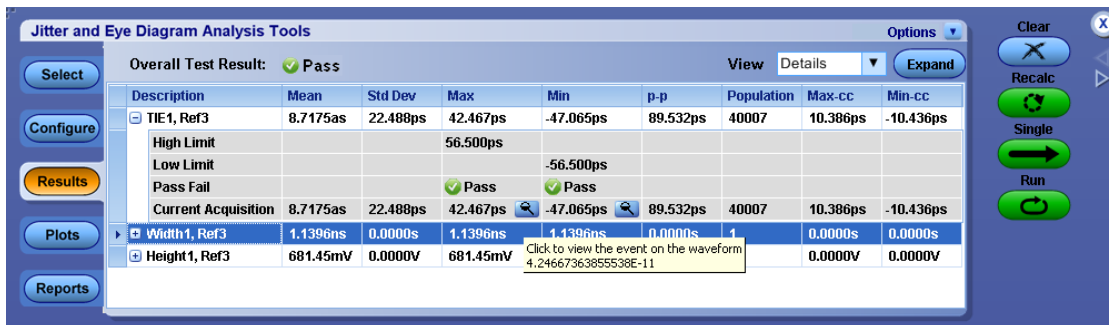 Jitter and Eye Diagram Analysis Tools Options Clear X
Select Overall Test Result: Pass View Details Expand
Recalc
Description Mean Std Dev Max Min p-p Population Max-cc Min-cc
TIE1, Ref3 8.7175as 22.488ps 42.467ps -47.065ps 89.532ps 40007 10.386ps -10.436ps
Configure High Limit 56.500ps Single
Low Limit -56.500ps
Results Pass Fail Pass Pass Run
Current Acquisition 8.7175as 22.488ps 42.467ps -47.065ps 89.532ps 40007 10.386ps -10.436ps
Plots Width1, Ref3 1.1396ns 0.0000s 1.1396ns 1.1396ns 0.0000s 1 0.0000s 0.0000s
Height1, Ref3 681.45mV 0.0000V 681.45mV 0.0000V 0.0000V
Click to view the event on the waveform
4.24667363855538E-11
Reports